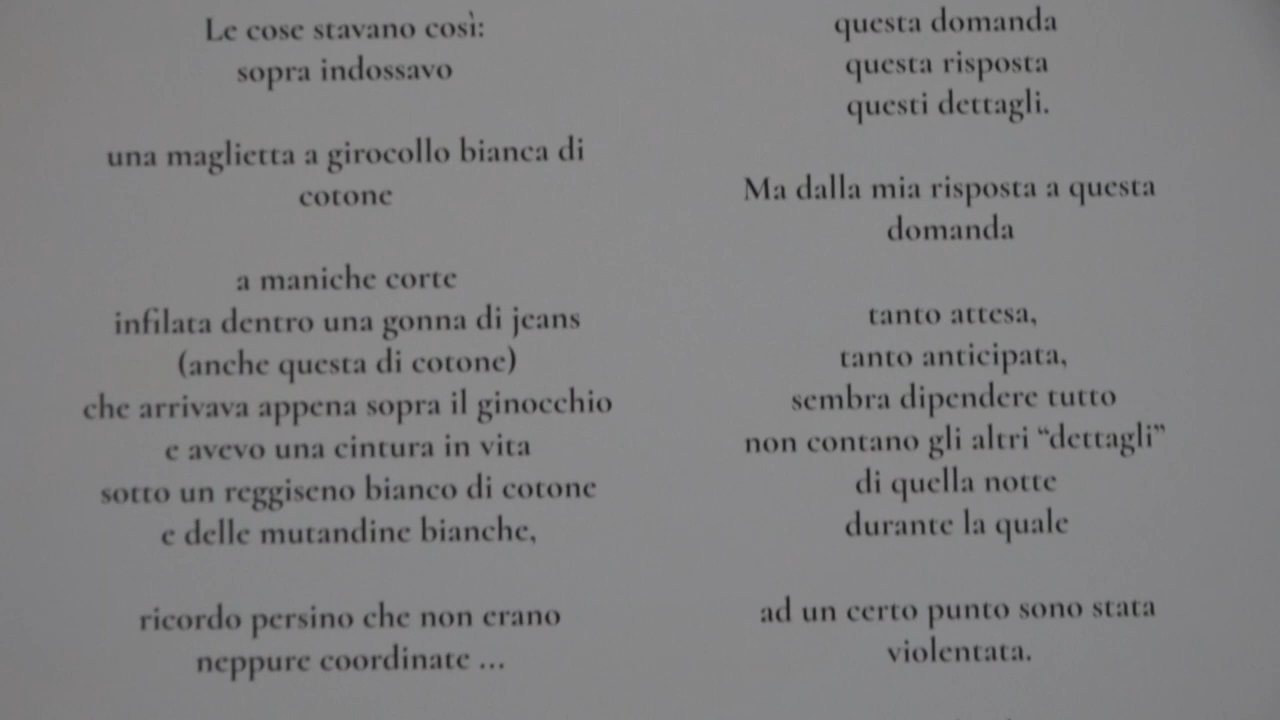 Le cose stavano così:
sopra indossavo
una maglietta a girocollo bianca di
cotone
a maniche corte
infilata dentro una gonna di jeans
(anche questa di cotone)
che arrivava appena sopra il ginocchio
e avevo una cintura in vita
sotto un reggiseno bianco di cotone
e delle mutandine bianche,
ricordo persino che non erano
neppure coordinate ...
questa domanda
questa risposta
questi dettagli.
Ma dalla mia risposta a questa
domanda
tanto attesa,
tanto anticipata,
sembra dipendere tutto
non contano gli altri “dettagli”
di quella notte
durante la quale
ad un certo punto sono stata
violentata.